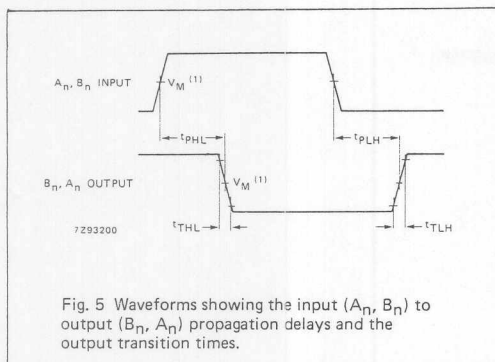 An, Bn INPUT
VM (1)
tPHL
tPLH
Bn, An OUTPUT
VM (1)
7Z93200
tTHL
tTLH
Fig. 5 Waveforms showing the input (An, Bn) to
output (Bn, An) propagation delays and the
output transition times.